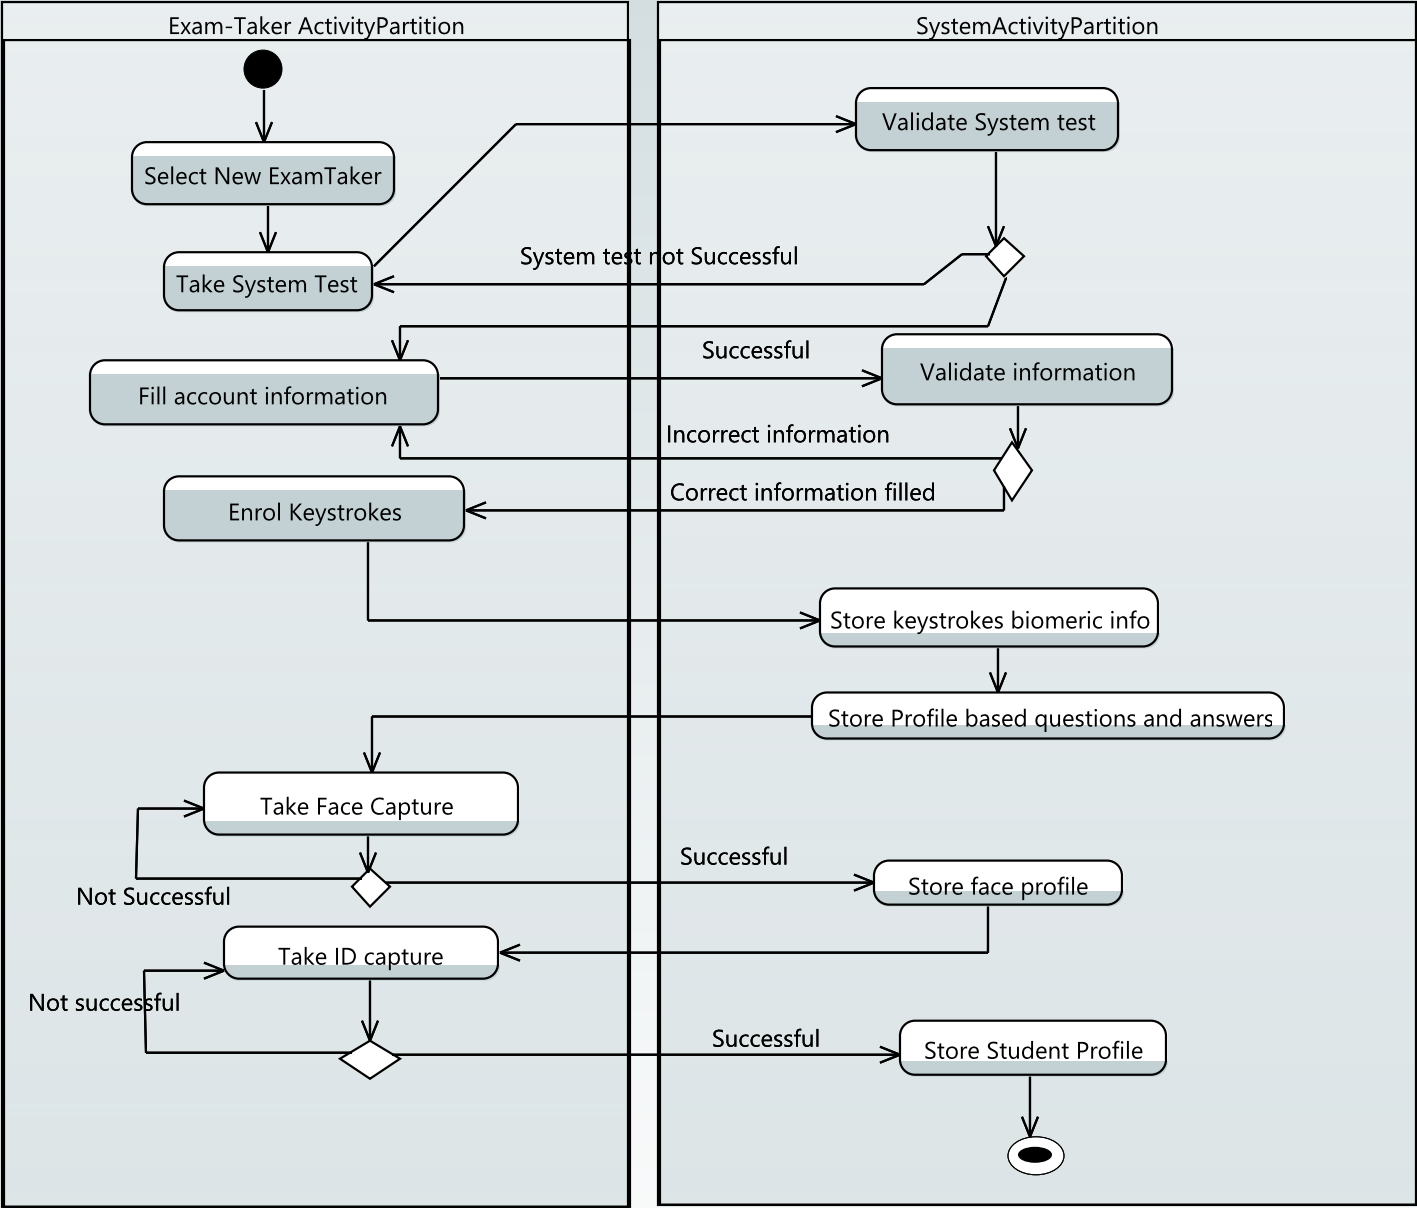 Exam-Taker ActivityPartition
SystemActivityPartition
Validate System test
Select New ExamTaker
System test not Successful
Take System Test
Successful
Validate information
Fill account information
Incorrect information
Correct information filled
Enrol Keystrokes
Store keystrokes biomeric info
Store Profile based questions and answers
Take Face Capture
Successful
Store face profile
Not Successful
Take ID capture
Not successful
Successful
Store Student Profile